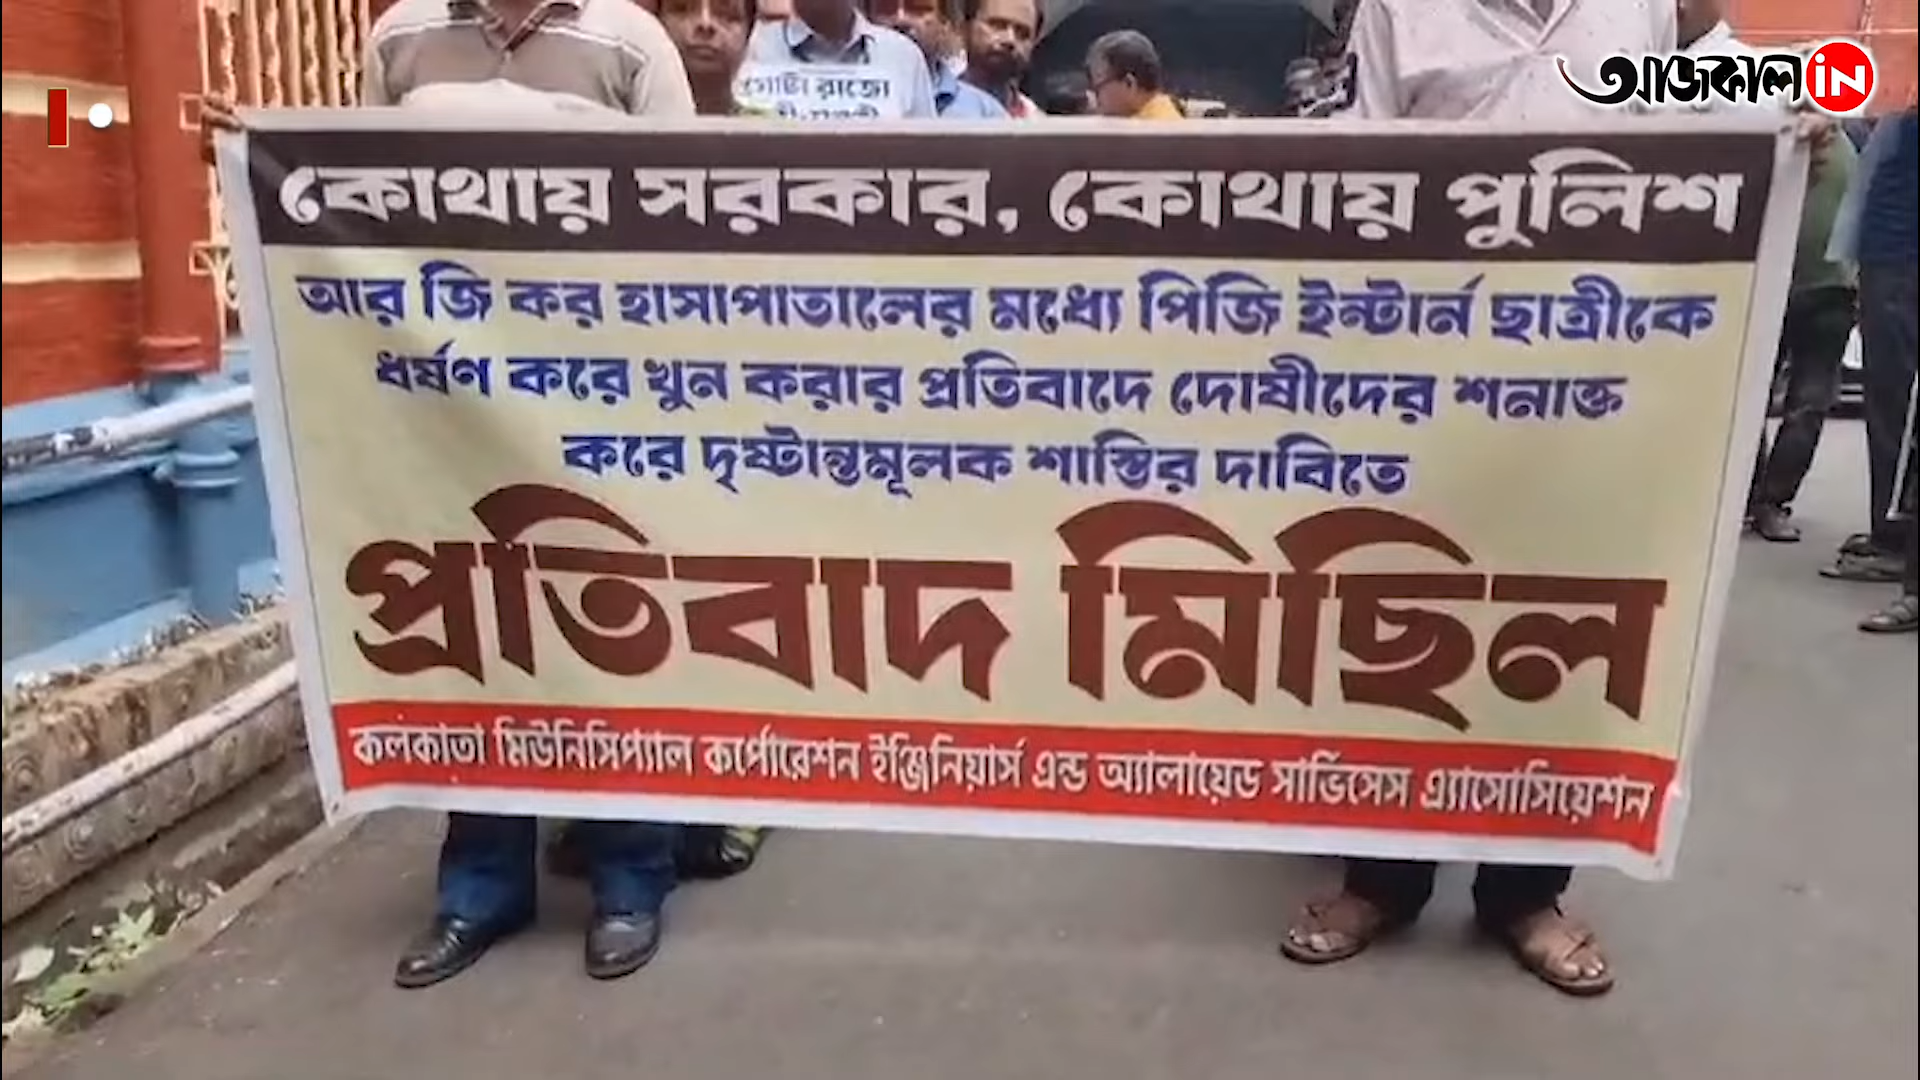 আজকাল iN
গোটা রাজ্যে
কোথায় সরকার, কোথায় পুলিশ
আর জি কর হাসাপাতালের মধ্যে পিজি ইন্টার্ন ছাত্রীকে
ধর্ষণ করে খুন করার প্রতিবাদে দোষীদের শনাক্ত
করে দৃষ্টান্তমূলক শাস্তির দাবিতে
প্রতিবাদ মিছিল
কলকাতা মিউনিসিপ্যাল কর্পোরেশন ইঞ্জিনিয়ার্স এন্ড অ্যালায়েড সার্ভিসেস এ্যাসোসিয়েশন